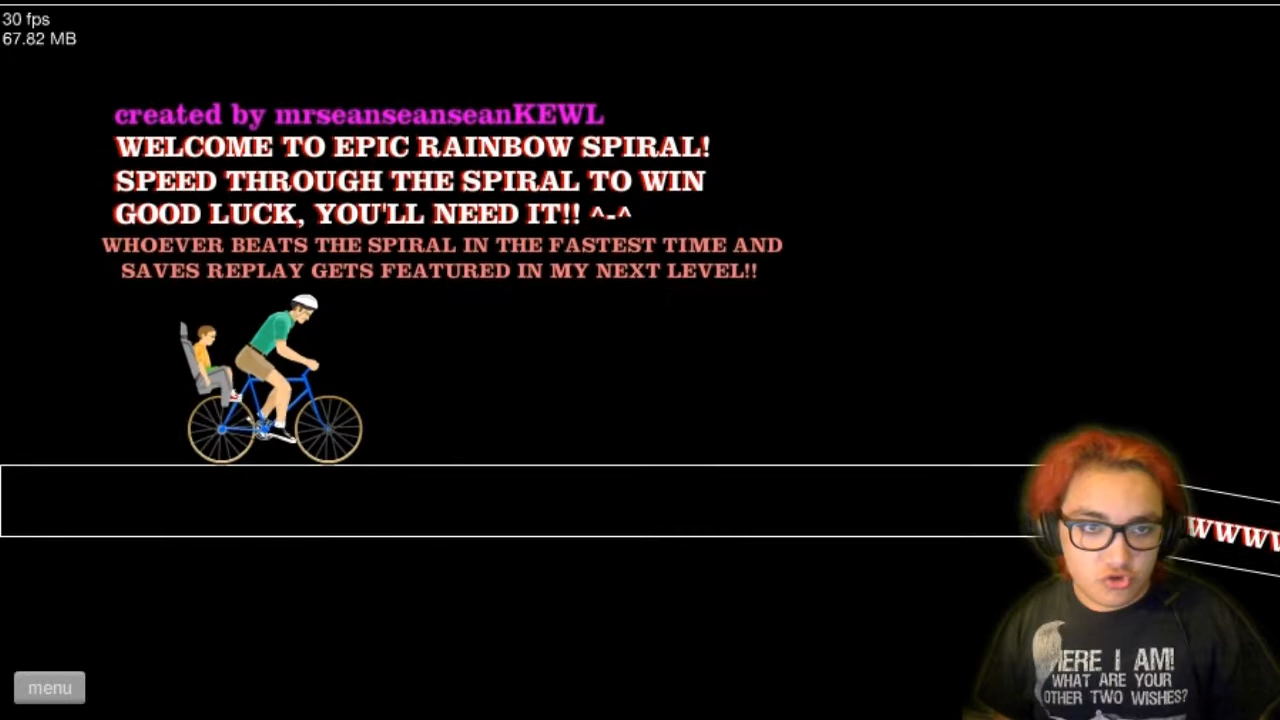 30 fps
67.82 MB
created by mrseanseanseanKEWL
WELCOME TO EPIC RAINBOW SPIRAL!
SPEED THROUGH THE SPIRAL TO WIN
GOOD LUCK, YOU'LL NEED IT!! ^-^
WHOEVER BEATS THE SPIRAL IN THE FASTEST TIME AND
SAVES REPLAY GETS FEATURED IN MY NEXT LEVEL!!
WWWW
HERE I AM!
WHAT ARE YOUR
OTHER TWO WISHES?
menu